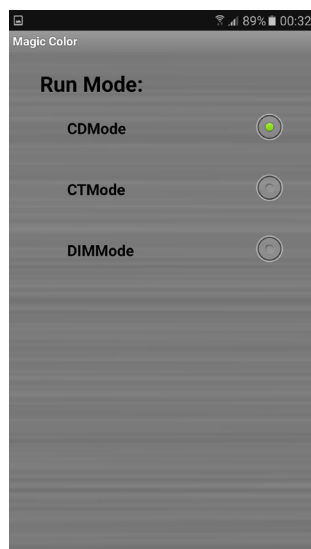 89% 00:32
Magic Color
Run Mode:
CDMode
CTMode
DIMMode